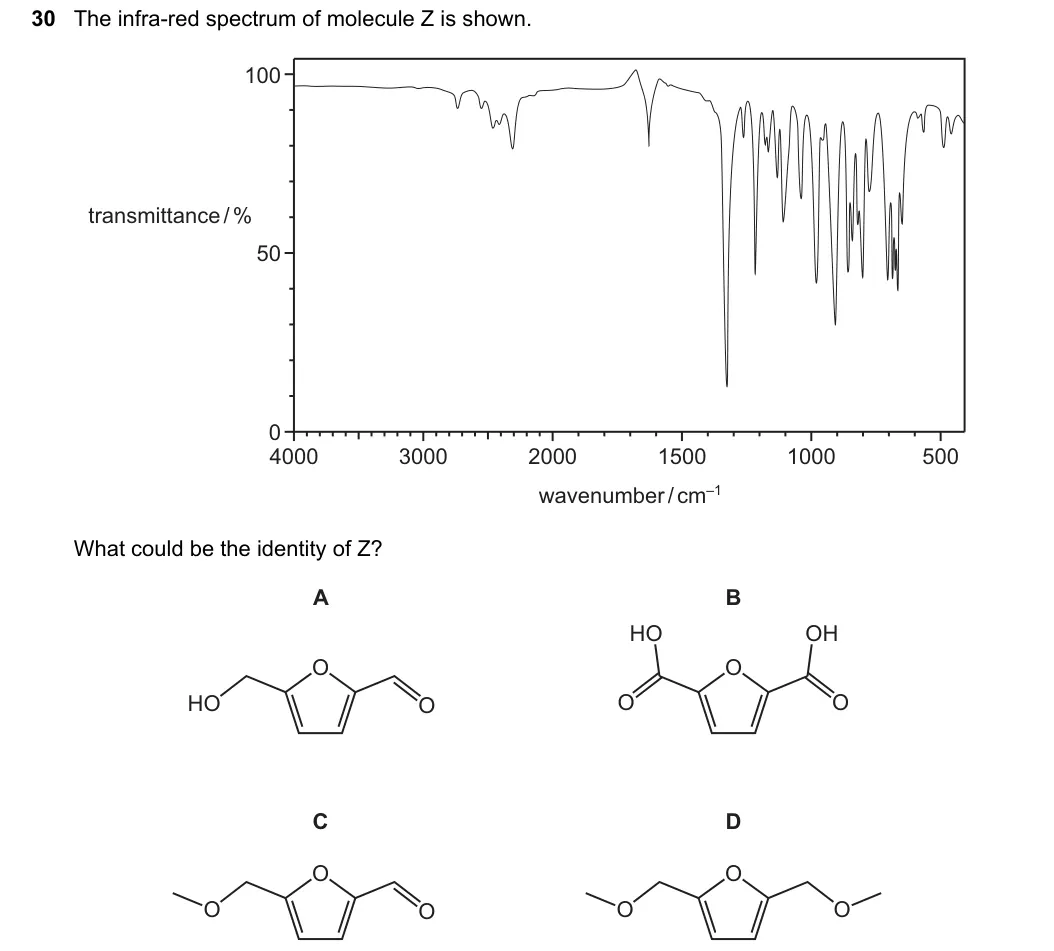 30 The infra-red spectrum of molecule Z is shown.
100
transmittance / %
50
0
4000 3000 2000 1500 1000 500
wavenumber / cm⁻¹
What could be the identity of Z?
A B
HO OH
O O
HO O O O
C D
O O
O O O O